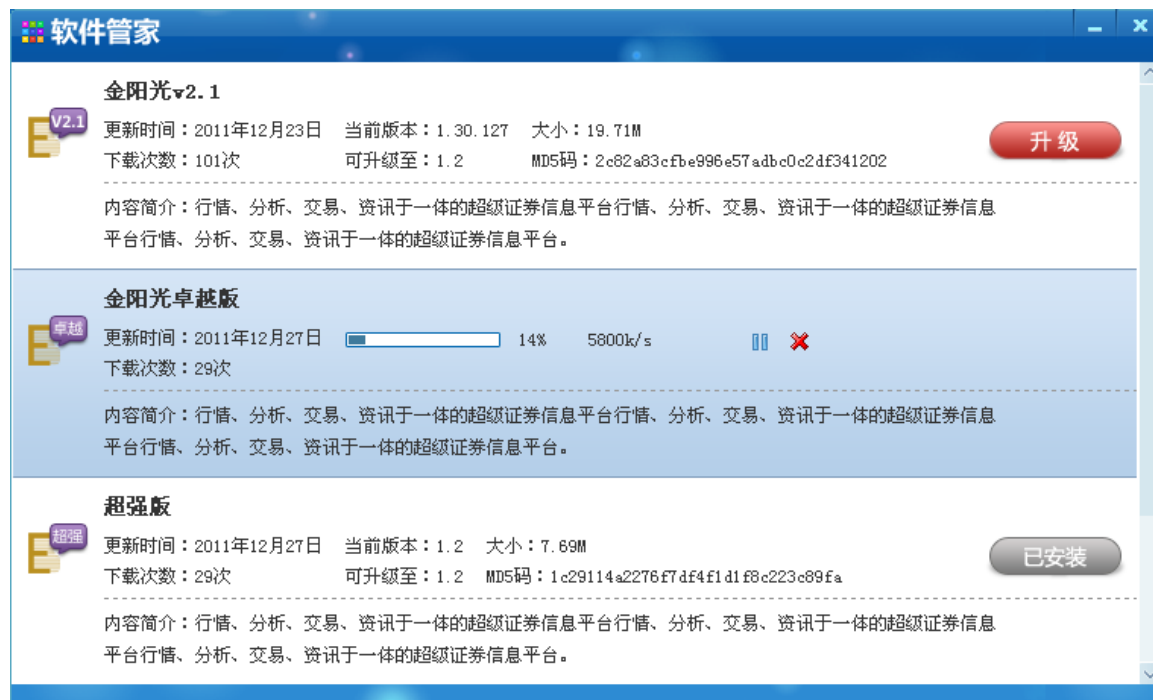 软件管家
金阳光v2.1
V2.1
更新时间：2011年12月23日 当前版本：1.30.127 大小：19.71M
升级
下载次数：101次 可升级至：1.2 MD5码：2c82a83cfbe996e57adbc0c2df341202
内容简介：行情、分析、交易、资讯于一体的超级证券信息平台行情、分析、交易、资讯于一体的超级证券信息
平台行情、分析、交易、资讯于一体的超级证券信息平台。
金阳光卓越版
卓越
更新时间：2011年12月27日 14% 5800k/s
下载次数：29次
内容简介：行情、分析、交易、资讯于一体的超级证券信息平台行情、分析、交易、资讯于一体的超级证券信息
平台行情、分析、交易、资讯于一体的超级证券信息平台。
超强版
超强
更新时间：2011年12月27日 当前版本：1.2 大小：7.69M
已安装
下载次数：29次 可升级至：1.2 MD5码：1c29114a2276f7df4f1d1f8c223c89fa
内容简介：行情、分析、交易、资讯于一体的超级证券信息平台行情、分析、交易、资讯于一体的超级证券信息
平台行情、分析、交易、资讯于一体的超级证券信息平台。